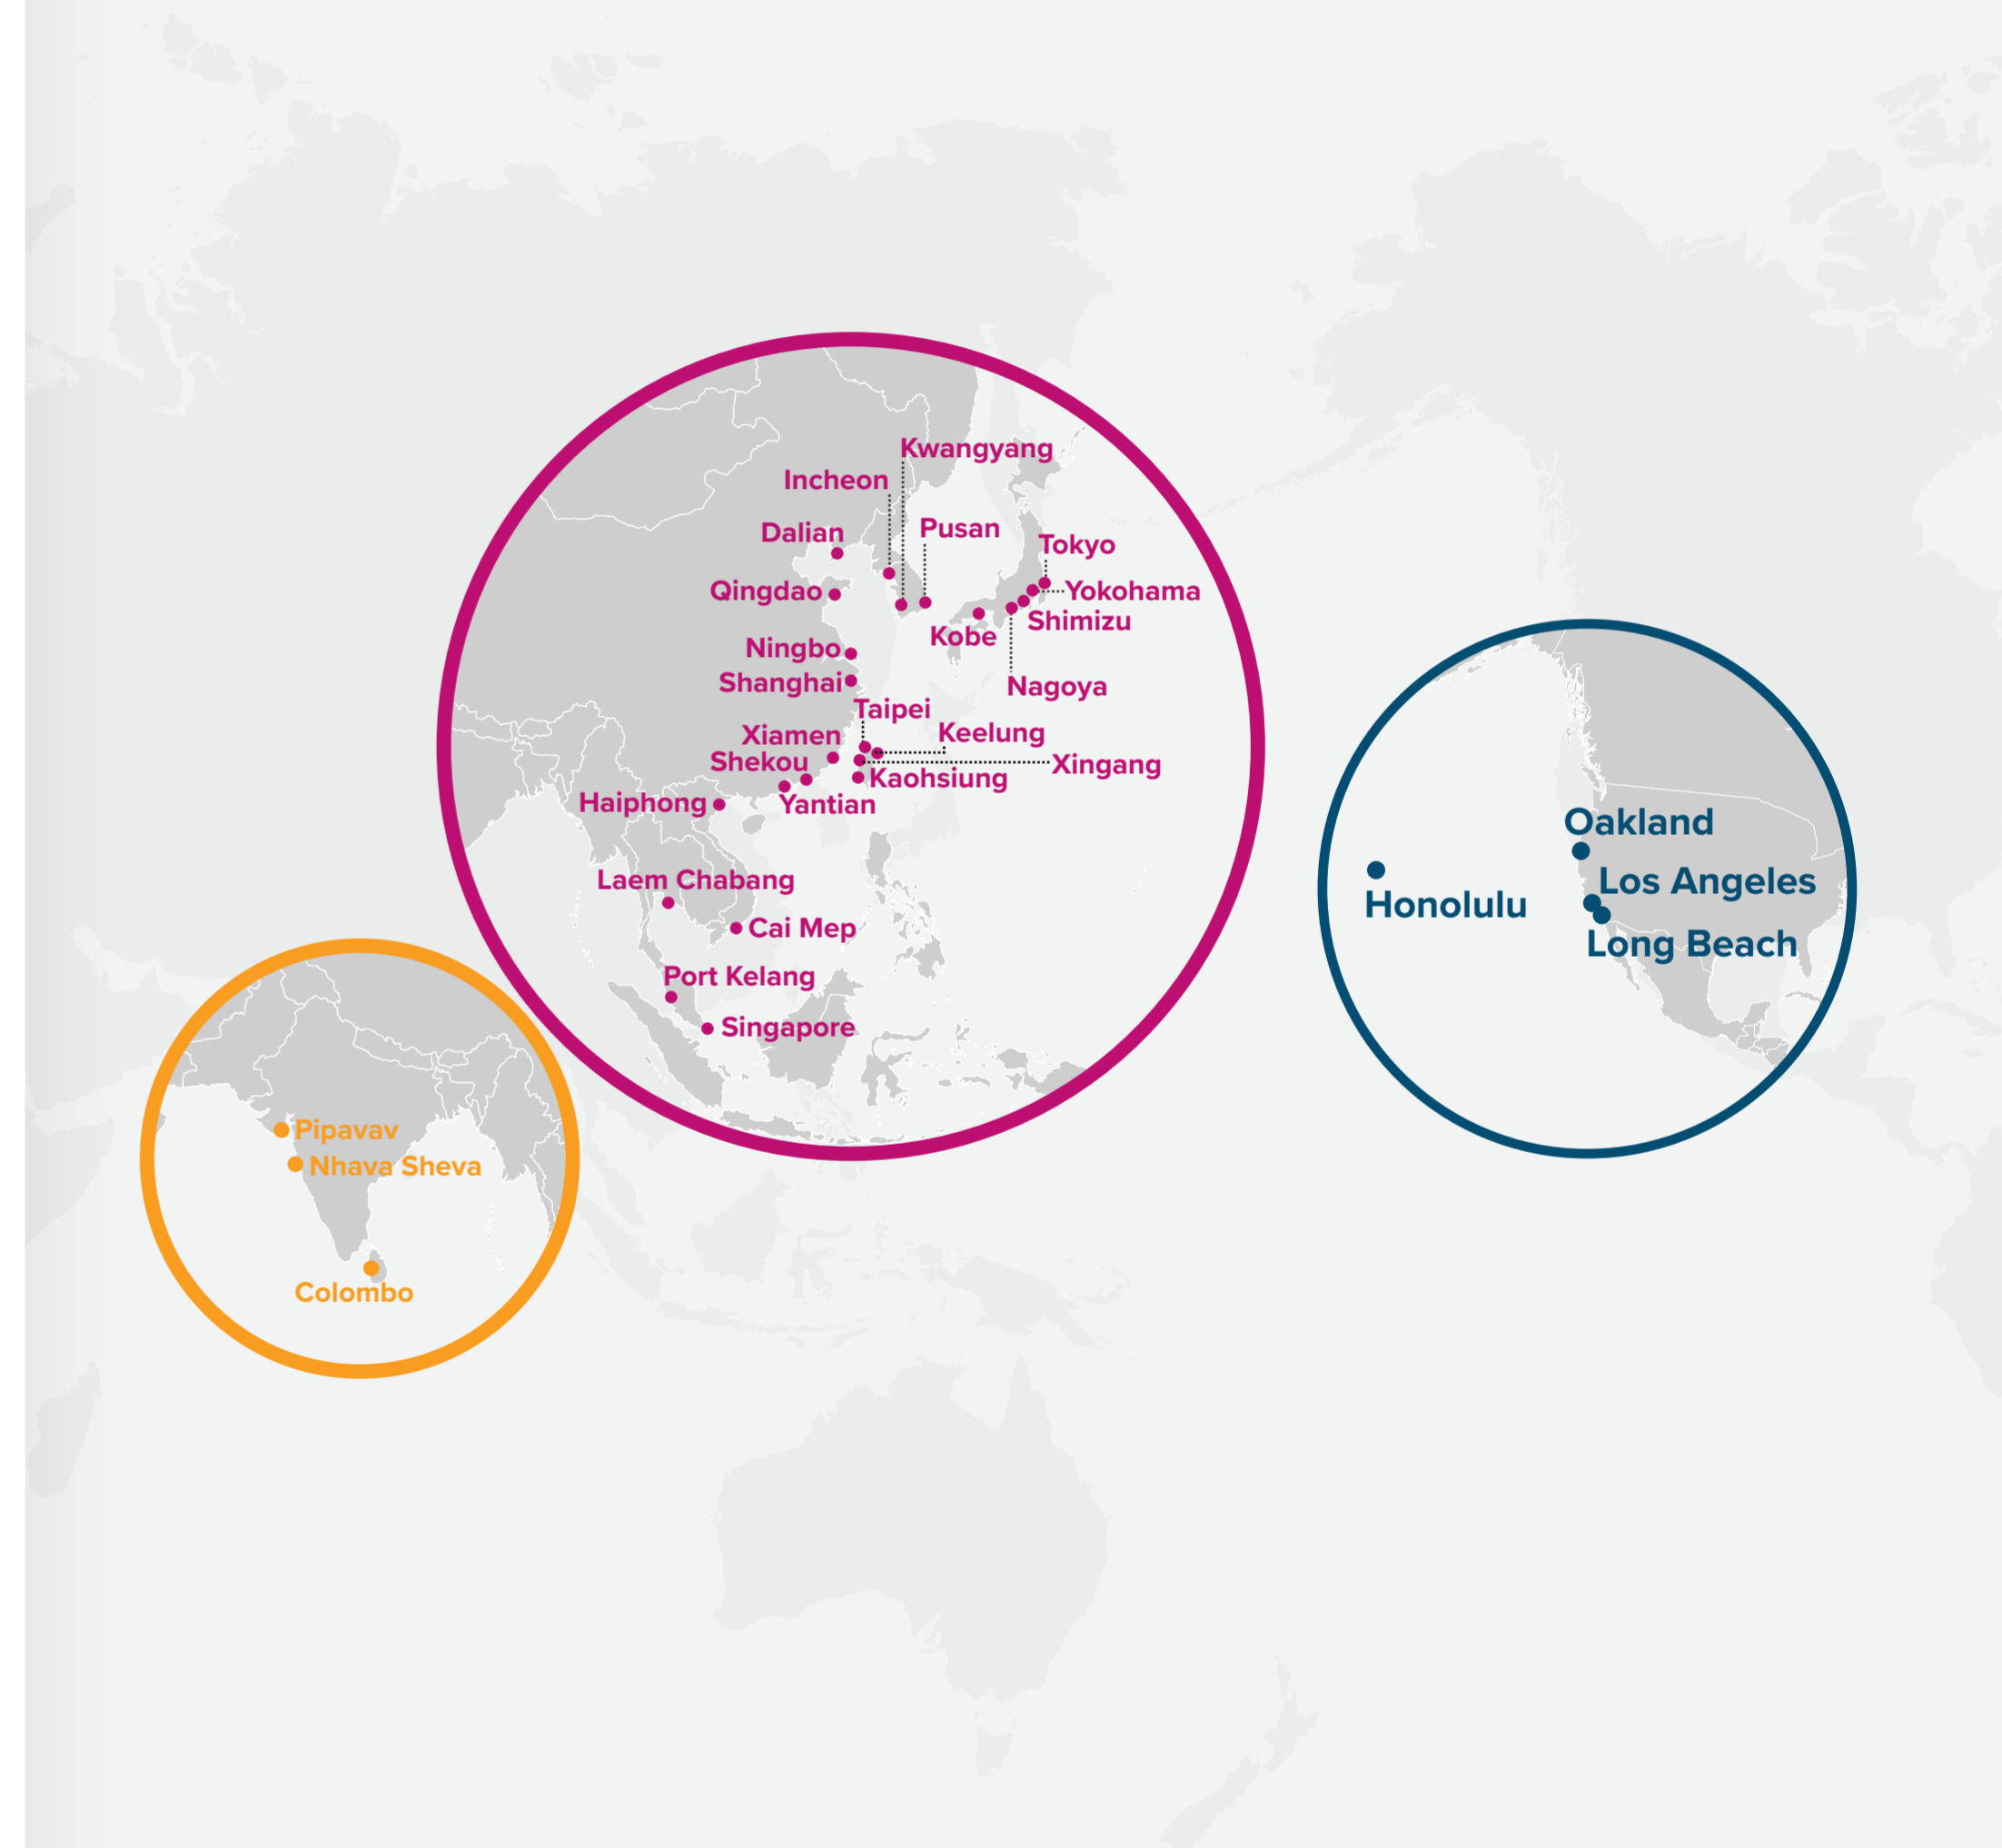 Kwangyang
Incheon
Pusan
Dalian
Tokyo
Qingdao
Yokohama
Shimizu
Kobe
Ningbo
Shanghai
Nagoya
Taipei
Xiamen
Keelung
Shekou
Xingang
Kaohsiung
Haiphong
Yantian
Laem Chabang
Cai Mep
Port Kelang
Singapore
Oakland
Los Angeles
Honolulu
Long Beach
Pipavav
Nhava Sheva
Colombo